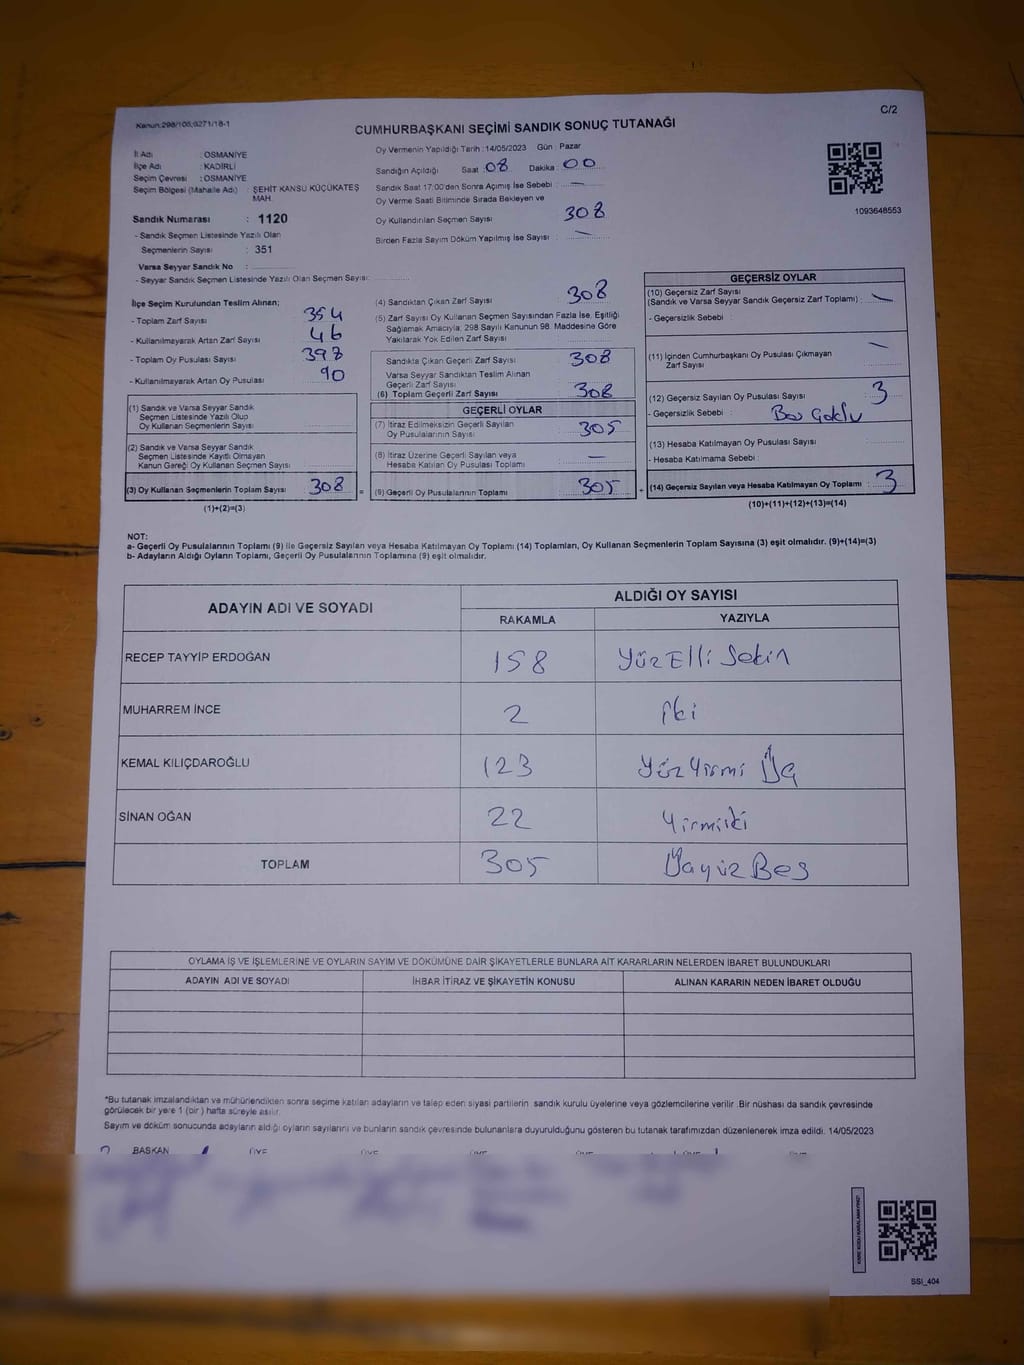 Kanun:298/105,6271/18-1
C/2
CUMHURBAŞKANI SEÇİMİ SANDIK SONUÇ TUTANAĞI
İl Adı : OSMANİYE
İlçe Adı : KADİRLİ
Seçim Çevresi : OSMANİYE
Seçim Bölgesi (Mahalle Adı) : ŞEHİT KANSU KÜÇÜKATEŞ MAH.
Sandık Numarası : 1120
- Sandık Seçmen Listesinde Yazılı Olan
Seçmenlerin Sayısı : 351
Varsa Seyyar Sandık No :
- Seyyar Sandık Seçmen Listesinde Yazılı Olan Seçmen Sayısı:
Oy Vermenin Yapıldığı Tarih : 14/05/2023 Gün : Pazar
Sandığın Açıldığı Saat : 08 Dakika : 00
Sandık Saat 17:00'den Sonra Açımış İse Sebebi : —
Oy Verme Saati Bitiminde Sırada Bekleyen ve
Oy Kullandırılan Seçmen Sayısı 308
Birden Fazla Sayım Döküm Yapılmış İse Sayısı : —
1093648553
İlçe Seçim Kurulundan Teslim Alınan;
- Toplam Zarf Sayısı 354
- Kullanılmayarak Artan Zarf Sayısı 46
- Toplam Oy Pusulası Sayısı 398
- Kullanılmayarak Artan Oy Pusulası 90
(1) Sandık ve Varsa Seyyar Sandık
Seçmen Listesinde Yazılı Olup
Oy Kullanan Seçmenlerin Sayısı
(2) Sandık ve Varsa Seyyar Sandık
Seçmen Listesinde Kayıtlı Olmayan
Kanun Gereği Oy Kullanan Seçmen Sayısı
(3) Oy Kullanan Seçmenlerin Toplam Sayısı 308
(1)+(2)=(3)
(4) Sandıktan Çıkan Zarf Sayısı 308
(5) Zarf Sayısı Oy Kullanan Seçmen Sayısından Fazla İse, Eşitliği
Sağlamak Amacıyla; 298 Sayılı Kanunun 98. Maddesine Göre
Yakılarak Yok Edilen Zarf Sayısı :
Sandıkta Çıkan Geçerli Zarf Sayısı 308
Varsa Seyyar Sandıktan Teslim Alınan
Geçerli Zarf Sayısı
(6) Toplam Geçerli Zarf Sayısı 308
GEÇERLİ OYLAR
(7) İtiraz Edilmeksizin Geçerli Sayılan
Oy Pusulalarının Sayısı 305
(8) İtiraz Üzerine Geçerli Sayılan veya
Hesaba Katılan Oy Pusulası Toplamı —
(9) Geçerli Oy Pusulalarının Toplamı 305
GEÇERSİZ OYLAR
(10) Geçersiz Zarf Sayısı
(Sandık ve Varsa Seyyar Sandık Geçersiz Zarf Toplamı) : —
- Geçersizlik Sebebi :
(11) İçinden Cumhurbaşkanı Oy Pusulası Çıkmayan
Zarf Sayısı —
(12) Geçersiz Sayılan Oy Pusulası Sayısı 3
- Geçersizlik Sebebi :
(13) Hesaba Katılmayan Oy Pusulası Sayısı
- Hesaba Katılmama Sebebi :
(14) Geçersiz Sayılan veya Hesaba Katılmayan Oy Toplamı : 3
(10)+(11)+(12)+(13)=(14)
NOT:
a- Geçerli Oy Pusulalarının Toplamı (9) ile Geçersiz Sayılan veya Hesaba Katılmayan Oy Toplamı (14) Toplamları, Oy Kullanan Seçmenlerin Toplam Sayısına (3) eşit olmalıdır. (9)+(14)=(3)
b- Adayların Aldığı Oyların Toplamı, Geçerli Oy Pusulalarının Toplamına (9) eşit olmalıdır.
ADAYIN ADI VE SOYADI
ALDIĞI OY SAYISI
RAKAMLA YAZIYLA
RECEP TAYYİP ERDOĞAN 158 YüzElli Sekin
MUHARREM İNCE 2 iki
KEMAL KILIÇDAROĞLU 123 Yüz Yirmi Üç
SİNAN OĞAN 22 Yirmiiki
TOPLAM 305
OYLAMA İŞ VE İŞLEMLERİNE VE OYLARIN SAYIM VE DÖKÜMÜNE DAİR ŞİKAYETLERLE BUNLARA AİT KARARLARIN NELERDEN İBARET BULUNDUKLARI
ADAYIN ADI VE SOYADI İHBAR İTİRAZ VE ŞİKAYETİN KONUSU ALINAN KARARIN NEDEN İBARET OLDUĞU
*Bu tutanak imzalandıktan ve mühürlendikten sonra seçime katılan adayların ve talep eden siyasi partilerin sandık kurulu üyelerine veya gözlemcilerine verilir .Bir nüshası da sandık çevresinde
görülecek bir yere 1 (bir ) hafta süreyle asılır.
Sayım ve döküm sonucunda adayların aldığı oyların sayılarını ve bunların sandık çevresinde bulunanlara duyurulduğunu gösteren bu tutanak tarafımızdan düzenlenerek imza edildi. 14/05/2023
BAŞKAN ÜYE ÜYE ÜYE ÜYE ÜYE ÜYE
SSI_404